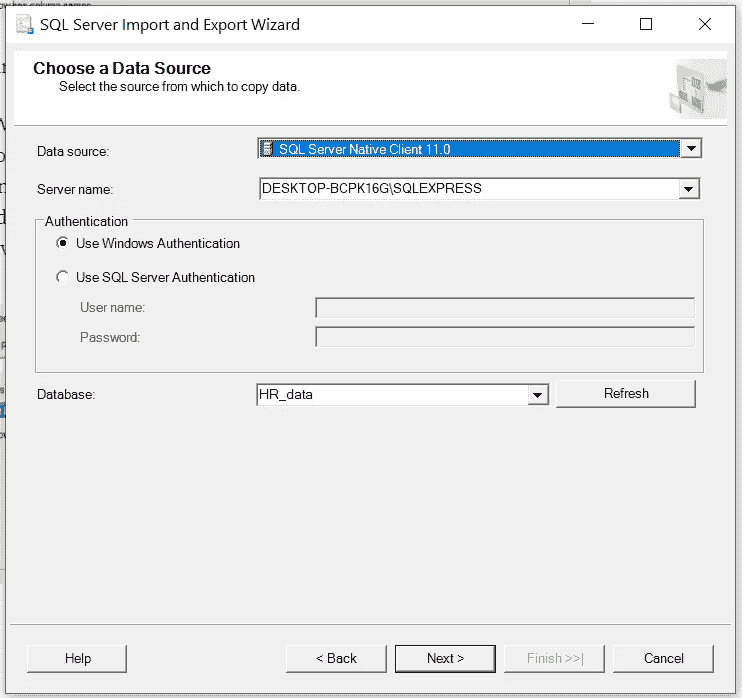 SQL Server Import and Export Wizard
Choose a Data Source
Select the source from which to copy data.
Data source:
SQL Server Native Client 11.0
Server name:
DESKTOP-BCPK16G\SQLEXPRESS
Authentication
Use Windows Authentication
Use SQL Server Authentication
User name:
Password:
Database:
HR_data
Refresh
Help
< Back
Next >
Finish >>|
Cancel